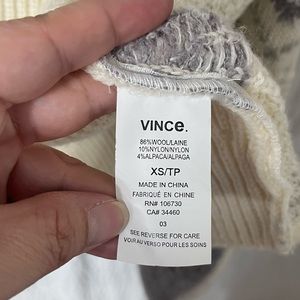 VINCE.
86%WOOL/LAINE
10%NYLON/NYLON
4%ALPACA/ALPAGA
XS/TP
MADE IN CHINA
FABRIQUÉ EN CHINE
RN# 106730
CA# 34460
03
SEE REVERSE FOR CARE
VOIR AU VERSO POUR LES SOINS